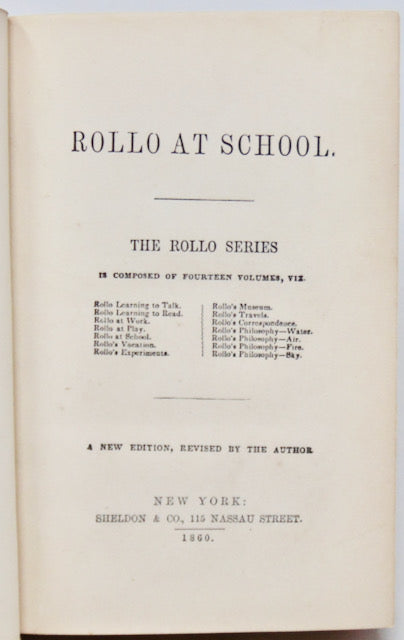 ROLLO AT SCHOOL.
THE ROLLO SERIES
IS COMPOSED OF FOURTEEN VOLUMES, VIZ.
Rollo Learning to Talk.
Rollo Learning to Read.
Rollo at Work.
Rollo at Play.
Rollo at School.
Rollo's Vacation.
Rollo's Experiments.
Rollo's Museum.
Rollo's Travels.
Rollo's Correspondence.
Rollo's Philosophy—Water.
Rollo's Philosophy—Air.
Rollo's Philosophy—Fire.
Rollo's Philosophy—Sky.
A NEW EDITION, REVISED BY THE AUTHOR
NEW YORK:
SHELDON & CO., 115 NASSAU STREET.
1860.